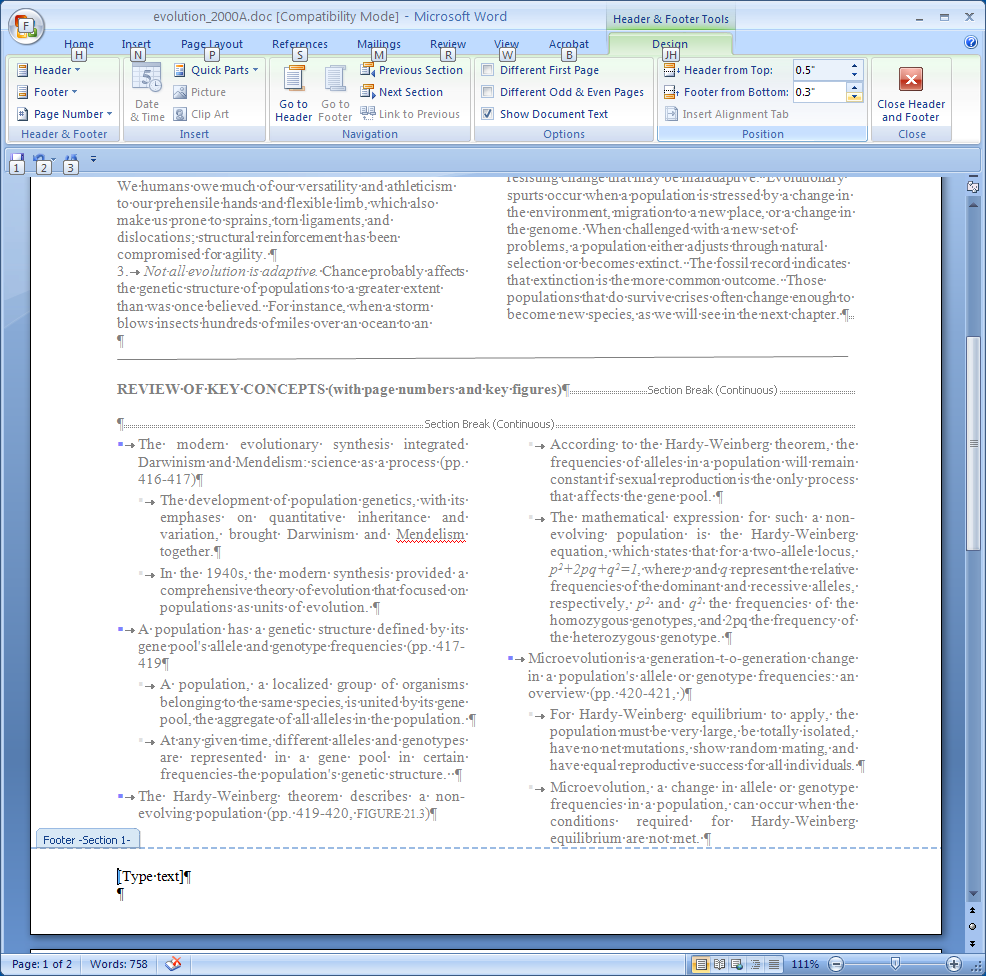 evolution_2000A.doc [Compatibility Mode] - Microsoft Word
Header & Footer Tools
F
Home Insert Page Layout References Mailings Review View Acrobat Design
H N P S M R W B JH
Header
Footer
Page Number
Header & Footer
Date & Time
Quick Parts
Picture
Clip Art
Insert
Go to Header
Go to Footer
Previous Section
Next Section
Link to Previous
Navigation
Different First Page
Different Odd & Even Pages
Show Document Text
Options
Header from Top: 0.5"
Footer from Bottom: 0.3"
Insert Alignment Tab
Position
Close Header and Footer
Close
1 2 3
We humans owe much of our versatility and athleticism
to our prehensile hands and flexible limb, which also
make us prone to sprains, torn ligaments, and
dislocations; structural reinforcement has been
compromised for agility. ¶
3. → Not all evolution is adaptive. Chance probably affects
the genetic structure of populations to a greater extent
than was once believed. For instance, when a storm
blows insects hundreds of miles over an ocean to an
¶
resisting change that may be maladaptive. Evolutionary
spurts occur when a population is stressed by a change in
the environment, migration to a new place, or a change in
the genome. When challenged with a new set of
problems, a population either adjusts through natural
selection or becomes extinct. The fossil record indicates
that extinction is the more common outcome. Those
populations that do survive crises often change enough to
become new species, as we will see in the next chapter. ¶
REVIEW OF KEY CONCEPTS (with page numbers and key figures)¶ Section Break (Continuous)
¶ Section Break (Continuous)
→ The modern evolutionary synthesis integrated
Darwinism and Mendelism: science as a process (pp.
416-417)¶
→ The development of population genetics, with its
emphases on quantitative inheritance and
variation, brought Darwinism and Mendelism
together.¶
→ In the 1940s, the modern synthesis provided a
comprehensive theory of evolution that focused on
populations as units of evolution. ¶
→ A population has a genetic structure defined by its
gene pool's allele and genotype frequencies (pp. 417-
419¶
→ A population, a localized group of organisms
belonging to the same species, is united by its gene
pool, the aggregate of all alleles in the population. ¶
→ At any given time, different alleles and genotypes
are represented in a gene pool in certain
frequencies-the population's genetic structure. ¶
→ The Hardy-Weinberg theorem describes a non-
evolving population (pp. 419-420, FIGURE 21.3)¶
→ According to the Hardy-Weinberg theorem, the
frequencies of alleles in a population will remain
constant if sexual reproduction is the only process
that affects the gene pool. ¶
→ The mathematical expression for such a non-
evolving population is the Hardy-Weinberg
equation, which states that for a two-allele locus,
p²+2pq+q²=1, where p and q represent the relative
frequencies of the dominant and recessive alleles,
respectively, p² and q² the frequencies of the
homozygous genotypes, and 2pq the frequency of
the heterozygous genotype. ¶
→ Microevolution is a generation-t-o-generation change
in a population's allele or genotype frequencies: an
overview (pp. 420-421, )¶
→ For Hardy-Weinberg equilibrium to apply, the
population must be very large, be totally isolated,
have no net mutations, show random mating, and
have equal reproductive success for all individuals. ¶
→ Microevolution, a change in allele or genotype
frequencies in a population, can occur when the
conditions required for Hardy-Weinberg
equilibrium are not met. ¶
Footer -Section 1-
[Type text]¶
¶
Page: 1 of 2 Words: 758 111%